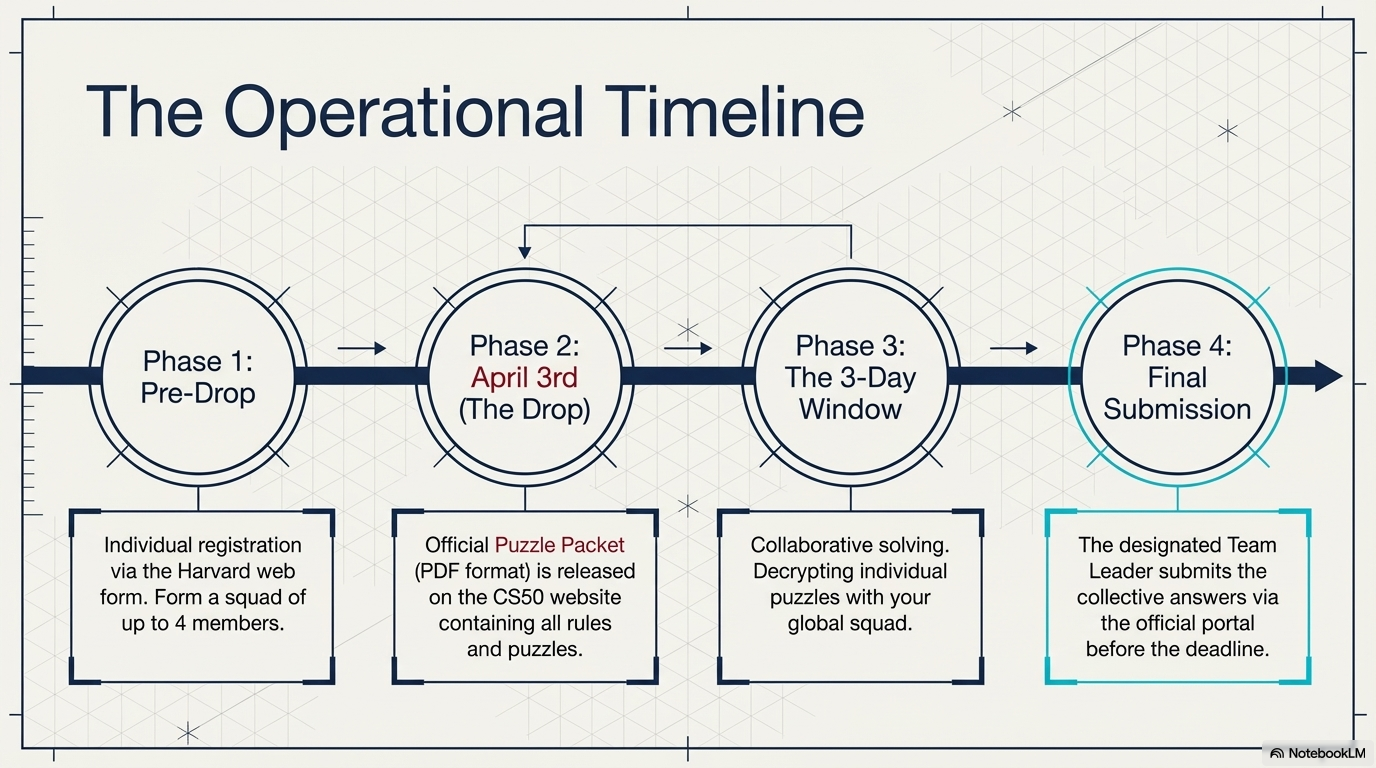 The Operational Timeline
Phase 1:
Pre-Drop
Phase 2:
April 3rd
(The Drop)
Phase 3:
The 3-Day
Window
Phase 4:
Final
Submission
Individual registration
via the Harvard web
form. Form a squad of
up to 4 members.
Official Puzzle Packet
(PDF format) is released
on the CS50 website
containing all rules
and puzzles.
Collaborative solving.
Decrypting individual
puzzles with your
global squad.
The designated Team
Leader submits the
collective answers via
the official portal
before the deadline.
NotebookLM